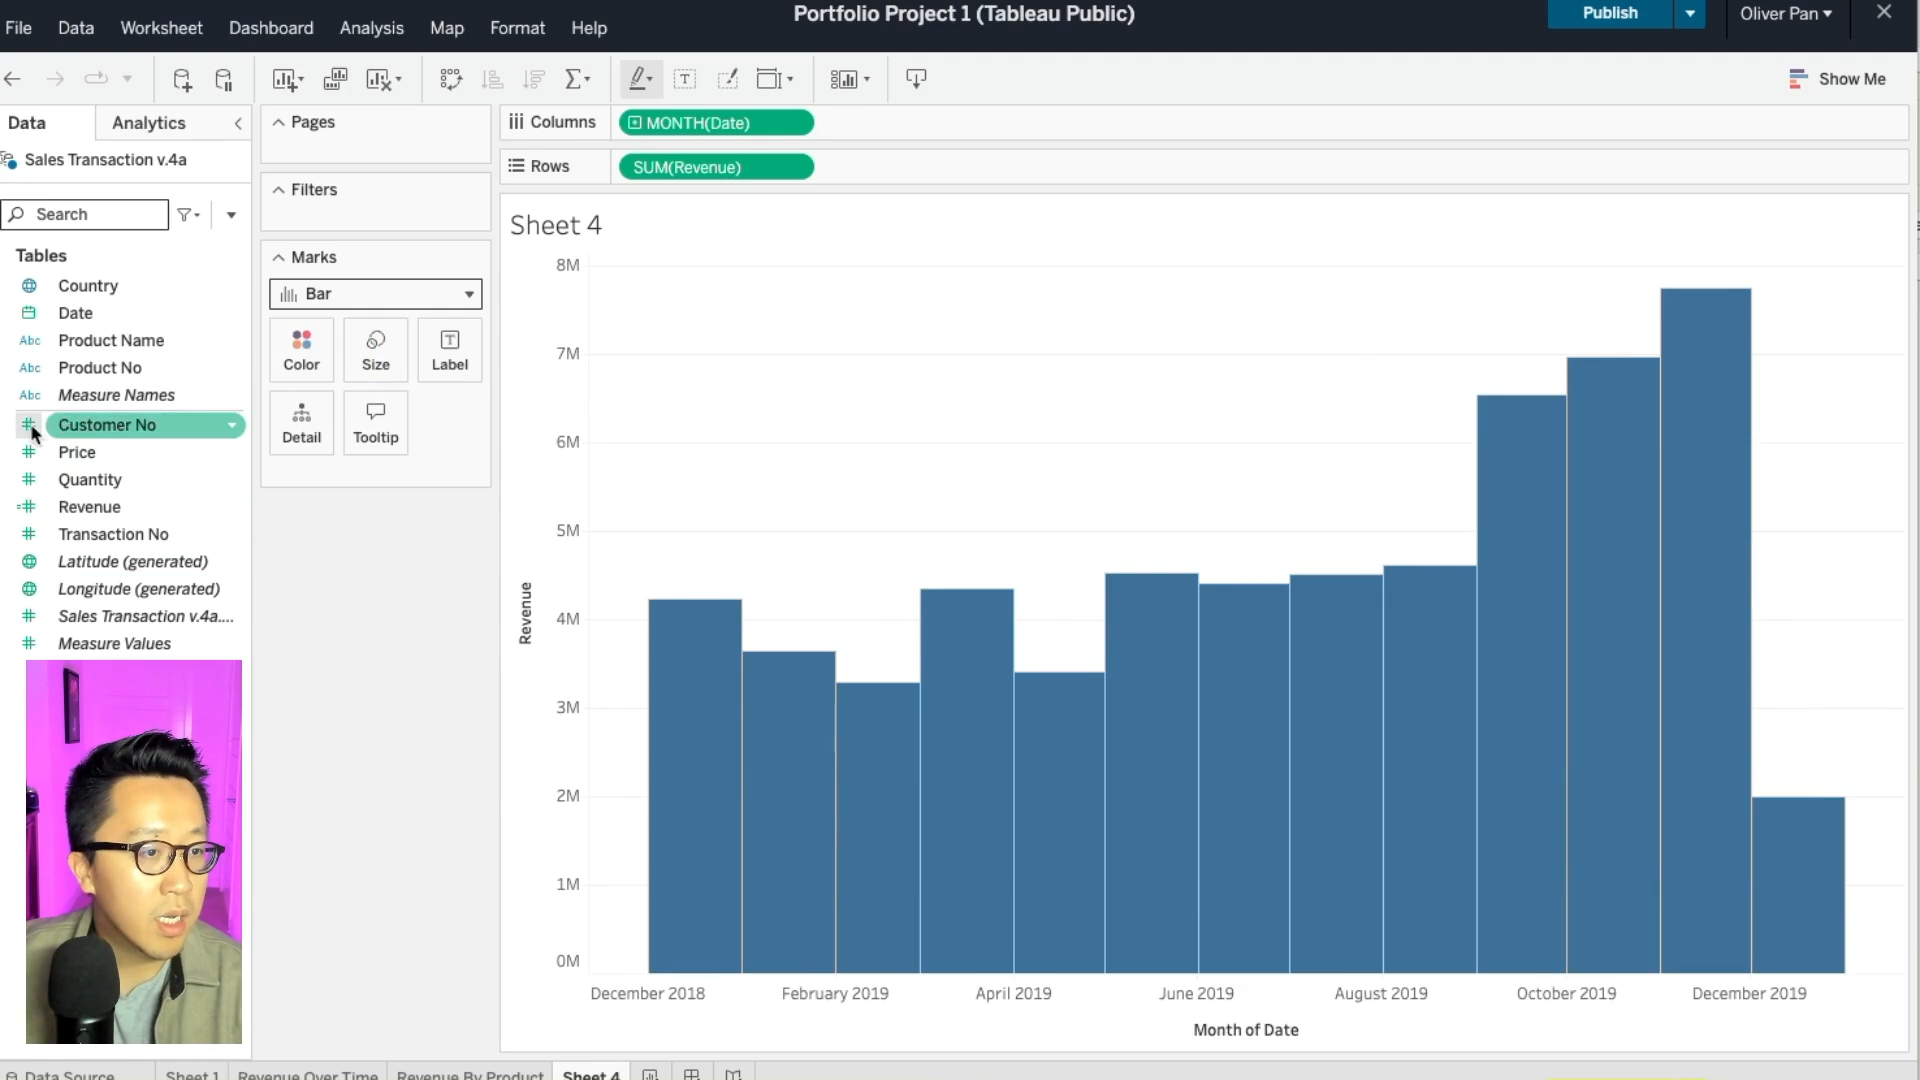 Portfolio Project 1 (Tableau Public)
Publish
Oliver Pan
File
Data
Worksheet
Dashboard
Analysis
Map
Format
Help
Show Me
Data
Analytics
Sales Transaction v.4a
Search
Tables
Country
Date
Abc Product Name
Abc Product No
Abc Measure Names
Customer No
Price
Quantity
Revenue
Transaction No
Latitude (generated)
Longitude (generated)
Sales Transaction v.4a....
Measure Values
Pages
Filters
Marks
Bar
Color
Size
Label
Detail
Tooltip
Columns
MONTH(Date)
Rows
SUM(Revenue)
Sheet 4
8M
7M
6M
5M
4M
3M
2M
1M
0M
Revenue
December 2018
February 2019
April 2019
June 2019
August 2019
October 2019
December 2019
Month of Date
Data Source
Sheet 1
Revenue Over Time
Revenue By Product
Sheet 4